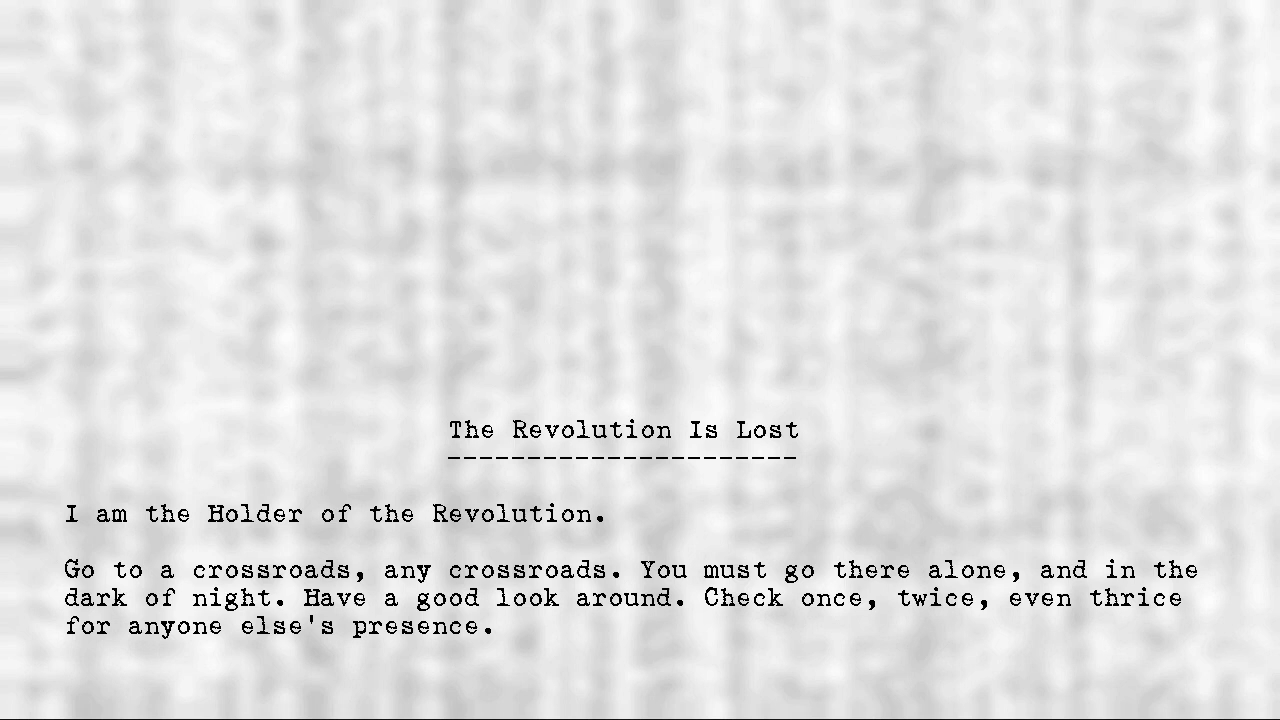 The Revolution Is Lost
----------------------
I am the Holder of the Revolution.
Go to a crossroads, any crossroads. You must go there alone, and in the
dark of night. Have a good look around. Check once, twice, even thrice
for anyone else's presence.